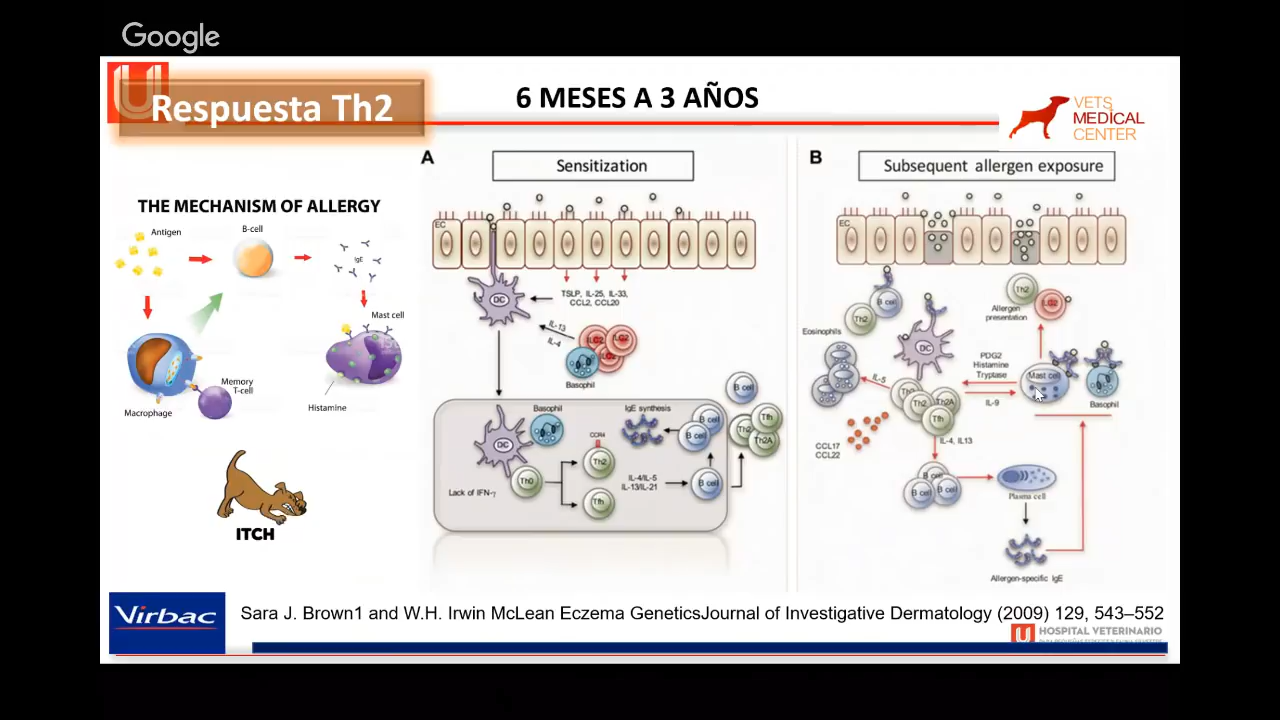 Google
Respuesta Th2
6 MESES A 3 AÑOS
VETS
MEDICAL
CENTER
THE MECHANISM OF ALLERGY
Antigen
B-cell
IgE
Mast cell
Macrophage
Memory
T-cell
Histamine
ITCH
A
Sensitization
EC
DC
TSLP, IL-25, IL-33,
CCL2, CCL20
IL-13
IL-4
ILC2
ILC2
ILC2
Basophil
DC
Basophil
IgE synthesis
B cell
B cell
CCR4
Th0
Th2
Tfh
Lack of IFN-γ
IL-4/IL-5
IL-13/IL-21
B cell
B cell
Tfh
Th2
Th2A
B
Subsequent allergen exposure
EC
B cell
Th2
Th2
ILC2
Allergen
presentation
Eosinophils
DC
IL-5
PDG2
Histamine
Tryptase
IL-9
Mast cell
Basophil
Th2
Th2A
Tfh
CCL17
CCL22
IL-4, IL13
B cell
B cell
B cell
Plasma cell
Allergen-specific IgE
Virbac
Sara J. Brown1 and W.H. Irwin McLean Eczema GeneticsJournal of Investigative Dermatology (2009) 129, 543–552
HOSPITAL VETERINARIO